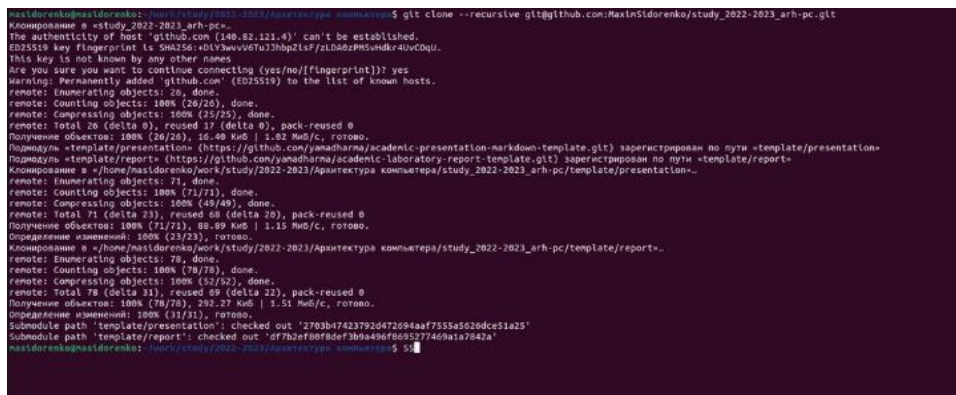 masidorenko@masidorenko:~/work/study/2022-2023/Архитектура компьютера$ git clone --recursive git@github.com:MaximSidorenko/study_2022-2023_arh-pc.git
Клонирование в «study_2022-2023_arh-pc»…
The authenticity of host 'github.com (140.82.121.4)' can't be established.
ED25519 key fingerprint is SHA256:+DiY3wvvV6TuJJhbpZisF/zLDA0zPMSvHdkr4UvCOqU.
This key is not known by any other names
Are you sure you want to continue connecting (yes/no/[fingerprint])? yes
Warning: Permanently added 'github.com' (ED25519) to the list of known hosts.
remote: Enumerating objects: 26, done.
remote: Counting objects: 100% (26/26), done.
remote: Compressing objects: 100% (25/25), done.
remote: Total 26 (delta 0), reused 17 (delta 0), pack-reused 0
Получение объектов: 100% (26/26), 16.40 КиБ | 1.02 МиБ/с, готово.
Подмодуль «template/presentation» (https://github.com/yamadharma/academic-presentation-markdown-template.git) зарегистрирован по пути «template/presentation»
Подмодуль «template/report» (https://github.com/yamadharma/academic-laboratory-report-template.git) зарегистрирован по пути «template/report»
Клонирование в «/home/masidorenko/work/study/2022-2023/Архитектура компьютера/study_2022-2023_arh-pc/template/presentation»…
remote: Enumerating objects: 71, done.
remote: Counting objects: 100% (71/71), done.
remote: Compressing objects: 100% (49/49), done.
remote: Total 71 (delta 23), reused 68 (delta 20), pack-reused 0
Получение объектов: 100% (71/71), 88.89 КиБ | 1.15 МиБ/с, готово.
Определение изменений: 100% (23/23), готово.
Клонирование в «/home/masidorenko/work/study/2022-2023/Архитектура компьютера/study_2022-2023_arh-pc/template/report»…
remote: Enumerating objects: 78, done.
remote: Counting objects: 100% (78/78), done.
remote: Compressing objects: 100% (52/52), done.
remote: Total 78 (delta 31), reused 69 (delta 22), pack-reused 0
Получение объектов: 100% (78/78), 292.27 КиБ | 1.51 МиБ/с, готово.
Определение изменений: 100% (31/31), готово.
Submodule path 'template/presentation': checked out '2703b47423792d472694aaf7555a5626dce51a25'
Submodule path 'template/report': checked out 'df7b2ef80f8def3b9a496f8695277469a1a7842a'
masidorenko@masidorenko:~/work/study/2022-2023/Архитектура компьютера$ 55